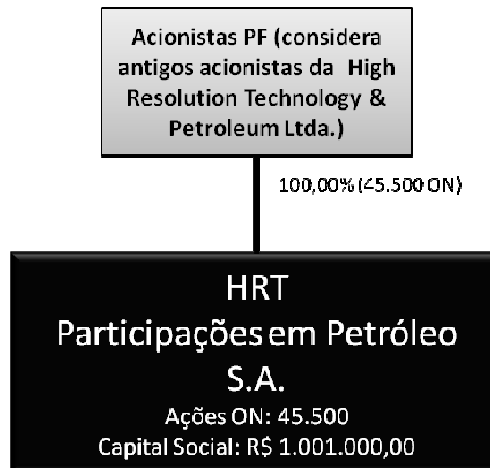 Acionistas PF (considera
antigos acionistas da High
Resolution Technology &
Petroleum Ltda.)
100,00% (45.500 ON)
HRT
Participações em Petróleo
S.A.
Ações ON: 45.500
Capital Social: R$ 1.001.000,00